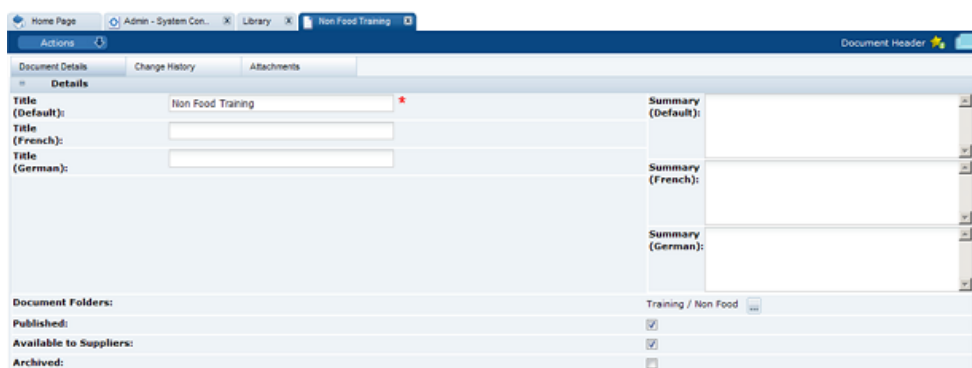 Home Page Admin - System Con.. X Library X Non Food Training X
Actions Document Header
Document Details Change History Attachments
Details
Title (Default): Non Food Training * Summary (Default):
Title (French):
Title (German):
Summary (French):
Summary (German):
Document Folders: Training / Non Food ...
Published:
Available to Suppliers:
Archived: